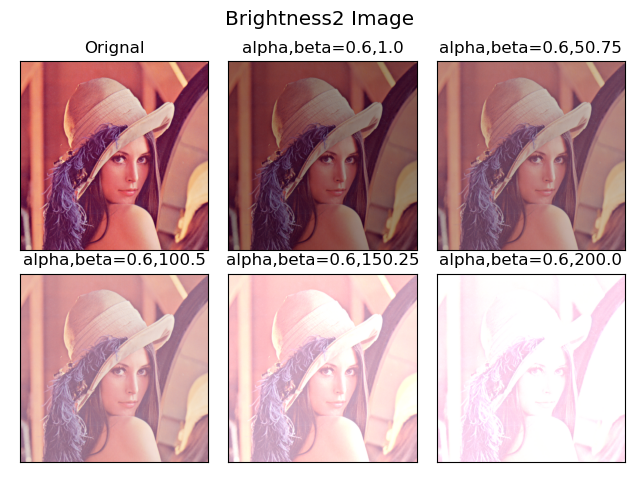 Brightness2 Image
Orignal
alpha,beta=0.6,1.0
alpha,beta=0.6,50.75
alpha,beta=0.6,100.5
alpha,beta=0.6,150.25
alpha,beta=0.6,200.0